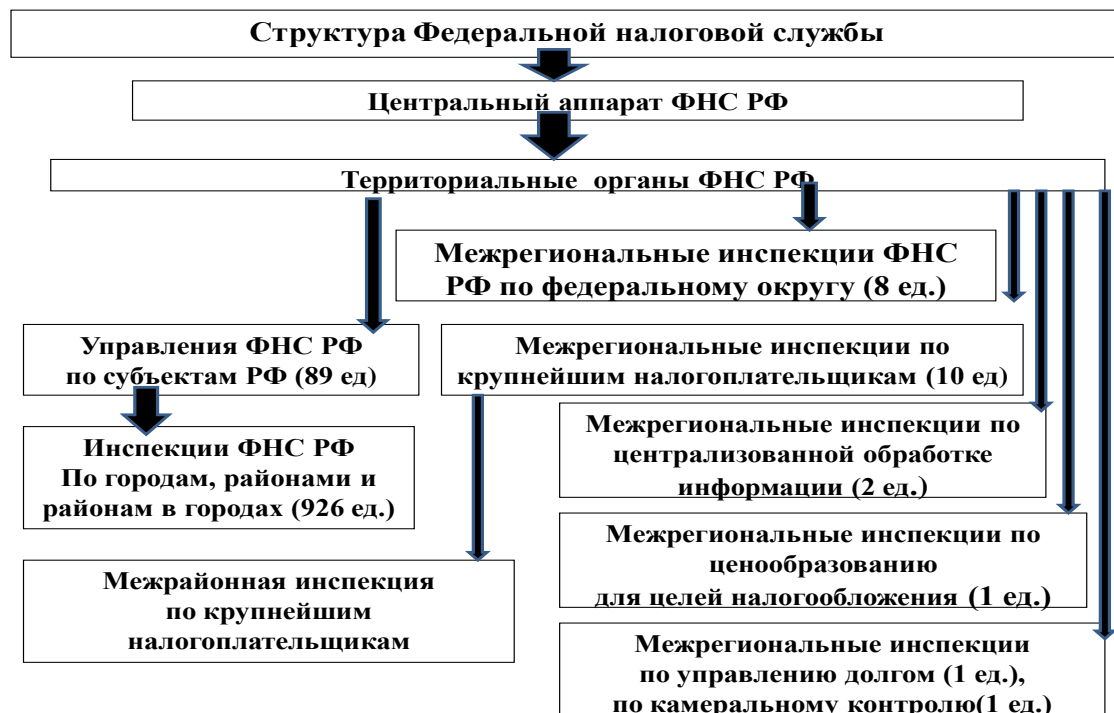 Структура Федеральной налоговой службы
Центральный аппарат ФНС РФ
Территориальные органы ФНС РФ
Межрегиональные инспекции ФНС
РФ по федеральному округу (8 ед.)
Управления ФНС РФ
по субъектам РФ (89 ед)
Межрегиональные инспекции по
крупнейшим налогоплательщикам (10 ед)
Инспекции ФНС РФ
По городам, районами и
районам в городах (926 ед.)
Межрегиональные инспекции по
централизованной обработке
информации (2 ед.)
Межрайонная инспекция
по крупнейшим
налогоплательщикам
Межрегиональные инспекции по
ценообразованию
для целей налогообложения (1 ед.)
Межрегиональные инспекции
по управлению долгом (1 ед.),
по камеральному контролю(1 ед.)